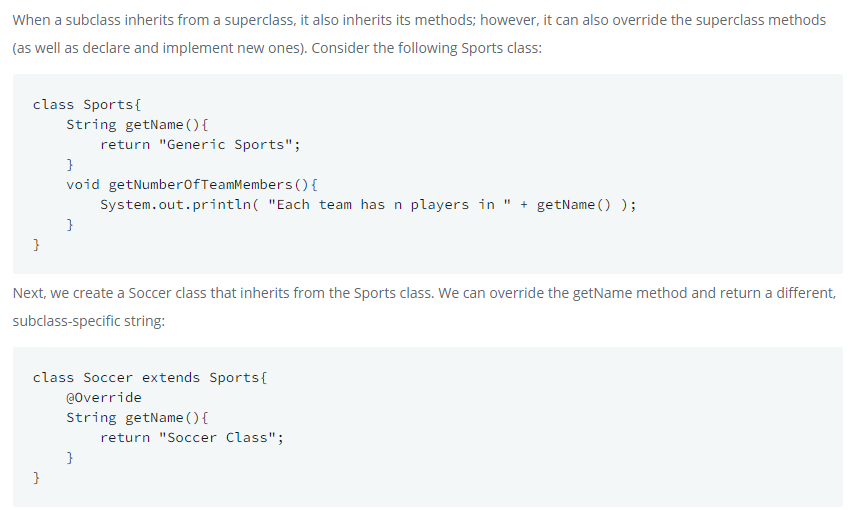 When a subclass inherits from a superclass, it also inherits its methods; however, it can also override the superclass methods
(as well as declare and implement new ones). Consider the following Sports class:
class Sports{
    String getName(){
        return "Generic Sports";
    }
    void getNumberOfTeamMembers(){
        System.out.println( "Each team has n players in " + getName() );
    }
}
Next, we create a Soccer class that inherits from the Sports class. We can override the getName method and return a different,
subclass-specific string:
class Soccer extends Sports{
    @Override
    String getName(){
        return "Soccer Class";
    }
}